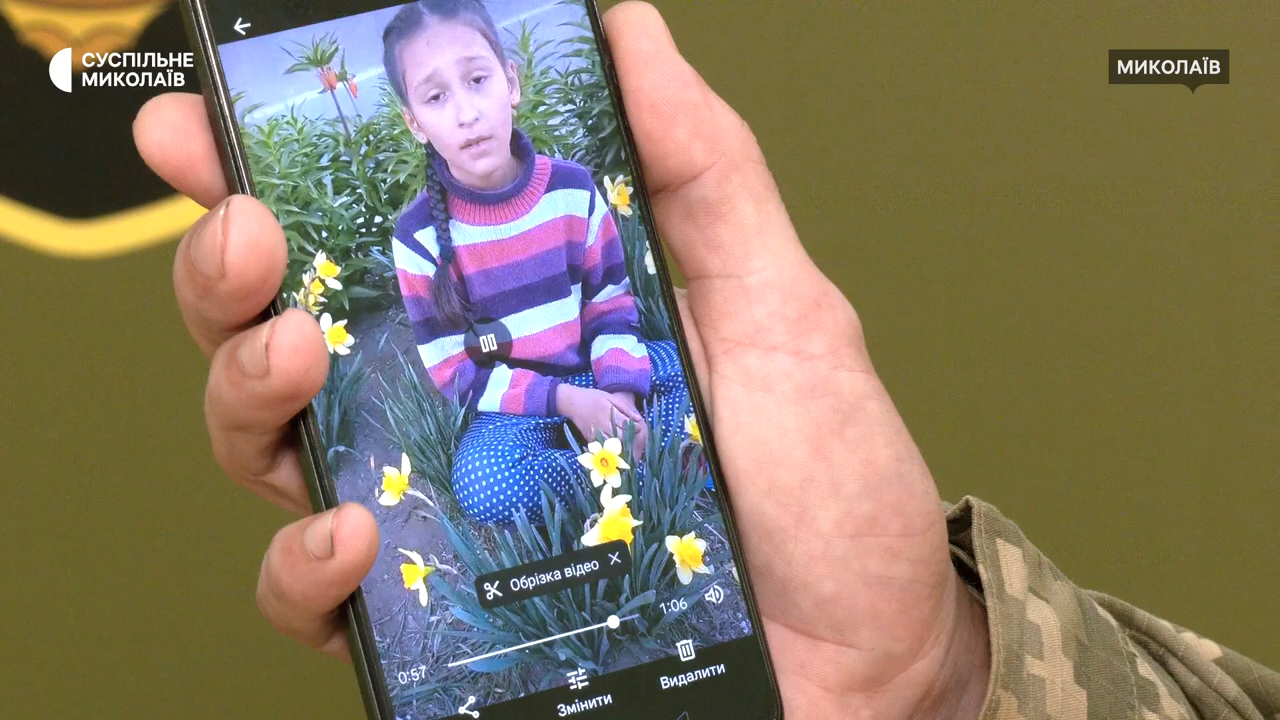 СУСПІЛЬНЕ
МИКОЛАЇВ
МИКОЛАЇВ
Обрізка відео
1:06
0:57
Змінити
Видалити